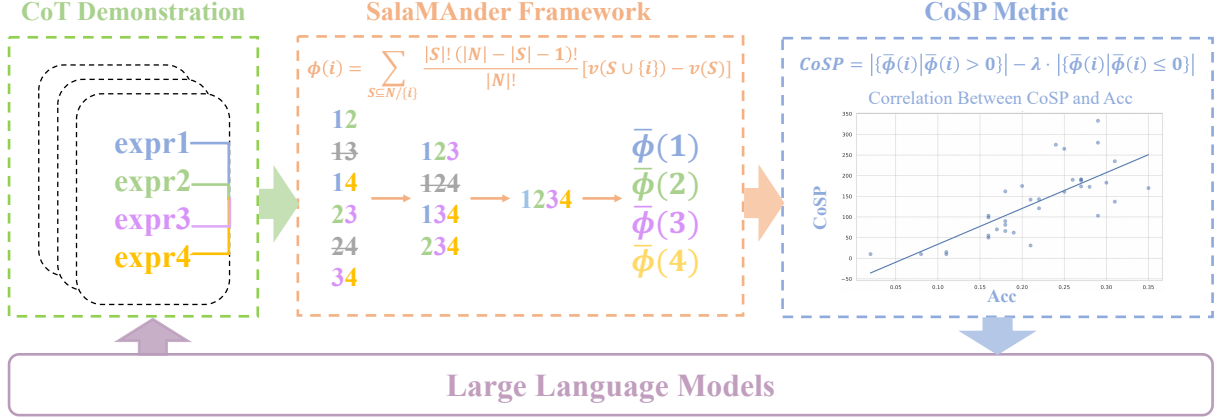 CoT Demonstration
expr1
expr2
expr3
expr4
SalaMAnder Framework
ϕ(i) = ∑_{S⊆N/{i}} |S|! (|N| − |S| − 1)! / |N|! [v(S ∪ {i}) − v(S)]
12
13
14
23
24
34
123
124
134
234
1234
ϕ̅(1)
ϕ̅(2)
ϕ̅(3)
ϕ̅(4)
CoSP Metric
CoSP = |{ϕ̅(i)|ϕ̅(i) > 0}| − λ · |{ϕ̅(i)|ϕ̅(i) ≤ 0}|
Correlation Between CoSP and Acc
CoSP
350
300
250
200
150
100
50
0
−50
0.05
0.10
0.15
0.20
0.25
0.30
0.35
Acc
Large Language Models